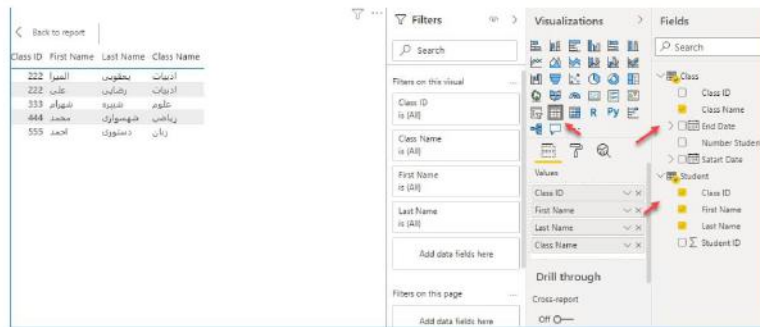 Back to report
Class ID First Name Last Name Class Name
222 المیرا یعقوبی ادبیات
222 علی رضایی ادبیات
333 شهرام شبیره علوم
444 محمد شهسواری ریاضی
555 احمد دستوری زبان
Filters
Search
Filters on this visual
Class ID
is (All)
Class Name
is (All)
First Name
is (All)
Last Name
is (All)
Add data fields here
Filters on this page
Add data fields here
Visualizations
R Py
Values
Class ID
First Name
Last Name
Class Name
Drill through
Cross-report
Off
Fields
Search
Class
Class ID
Class Name
End Date
Number Studen
Satart Date
Student
Class ID
First Name
Last Name
Student ID